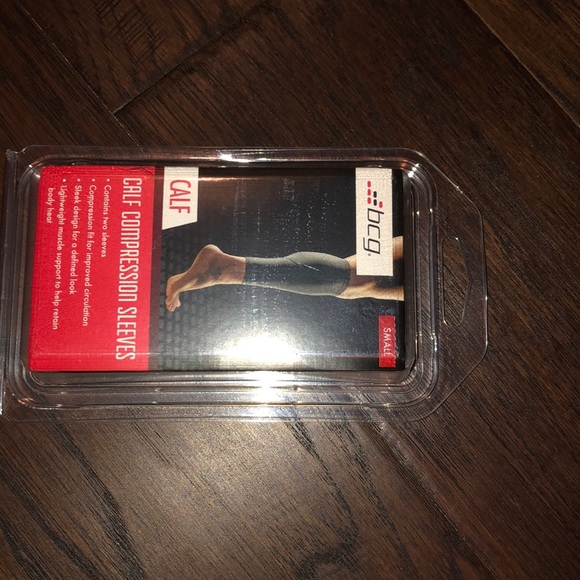 bcg.
SMALL
CALF
CALF COMPRESSION SLEEVES
• Contains two sleeves
• Compression fit for improved circulation
• Sleek design for a defined look
• Lightweight muscle support to help retain
body heat